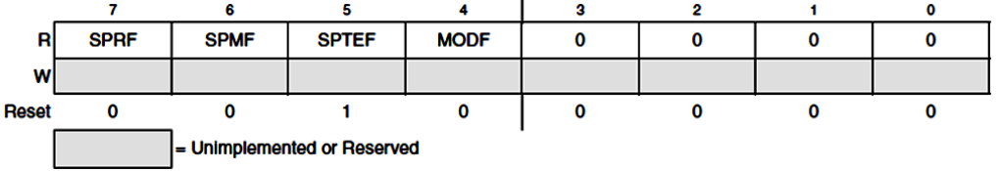 7 6 5 4 3 2 1 0
R SPRF SPMF SPTEF MODF 0 0 0 0
W
Reset 0 0 1 0 0 0 0 0
= Unimplemented or Reserved